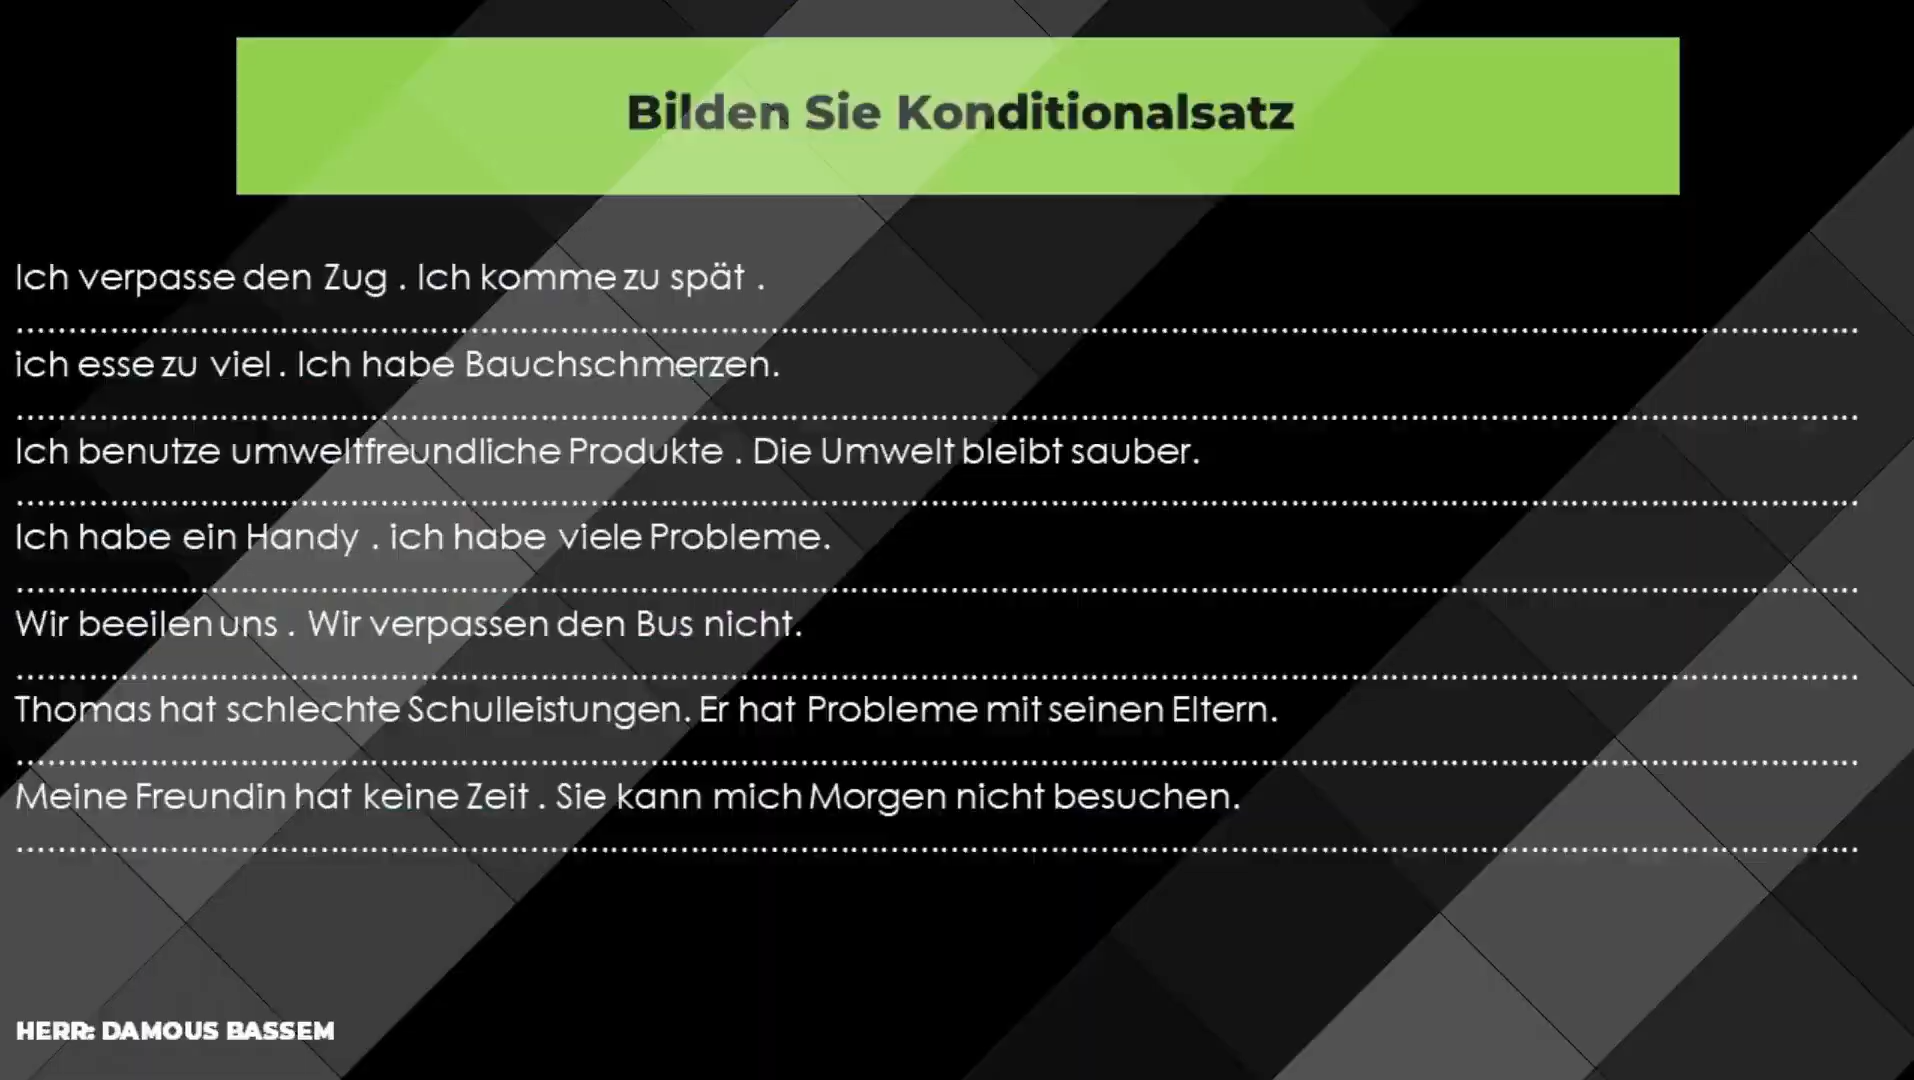 Bilden Sie Konditionalsatz
Ich verpasse den Zug . Ich komme zu spät .
................................................................................................................................................................
ich esse zu viel . Ich habe Bauchschmerzen.
................................................................................................................................................................
Ich benutze umweltfreundliche Produkte . Die Umwelt bleibt sauber.
................................................................................................................................................................
Ich habe ein Handy . ich habe viele Probleme.
................................................................................................................................................................
Wir beeilen uns . Wir verpassen den Bus nicht.
................................................................................................................................................................
Thomas hat schlechte Schulleistungen. Er hat Probleme mit seinen Eltern.
................................................................................................................................................................
Meine Freundin hat keine Zeit . Sie kann mich Morgen nicht besuchen.
................................................................................................................................................................
HERR: DAMOUS BASSEM